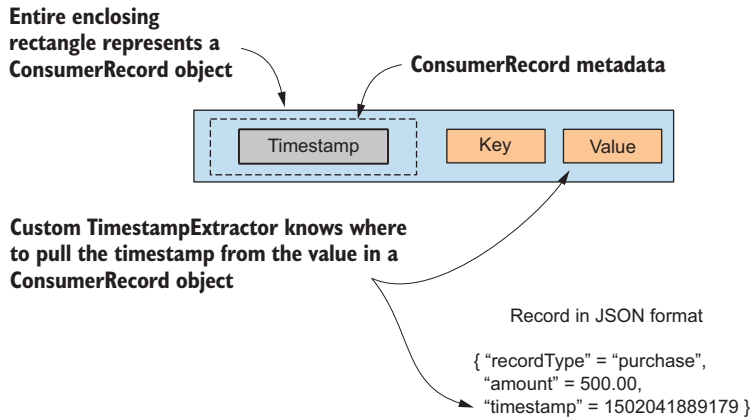 Entire enclosing
rectangle represents a
ConsumerRecord object
ConsumerRecord metadata
Timestamp
Key
Value
Custom TimestampExtractor knows where
to pull the timestamp from the value in a
ConsumerRecord object
Record in JSON format
{ “recordType” = “purchase”,
“amount” = 500.00,
“timestamp” = 1502041889179 }